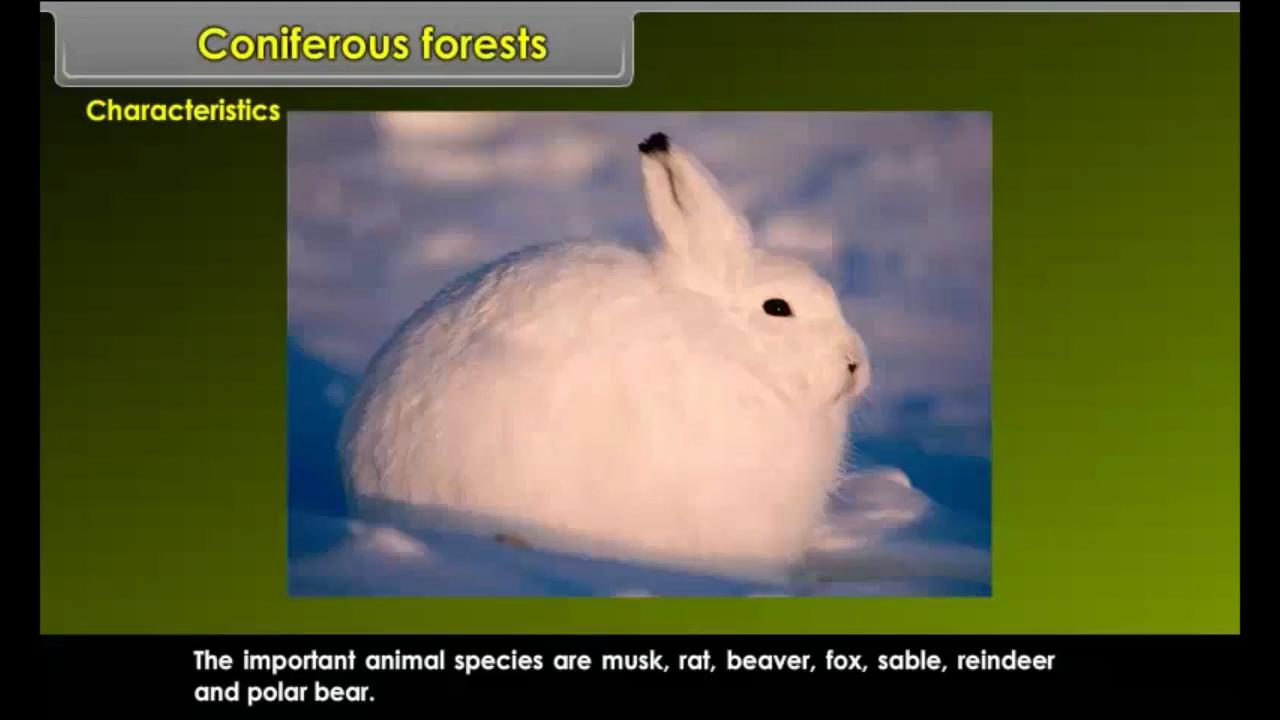 Coniferous forests
Characteristics
The important animal species are musk, rat, beaver, fox, sable, reindeer
and polar bear.